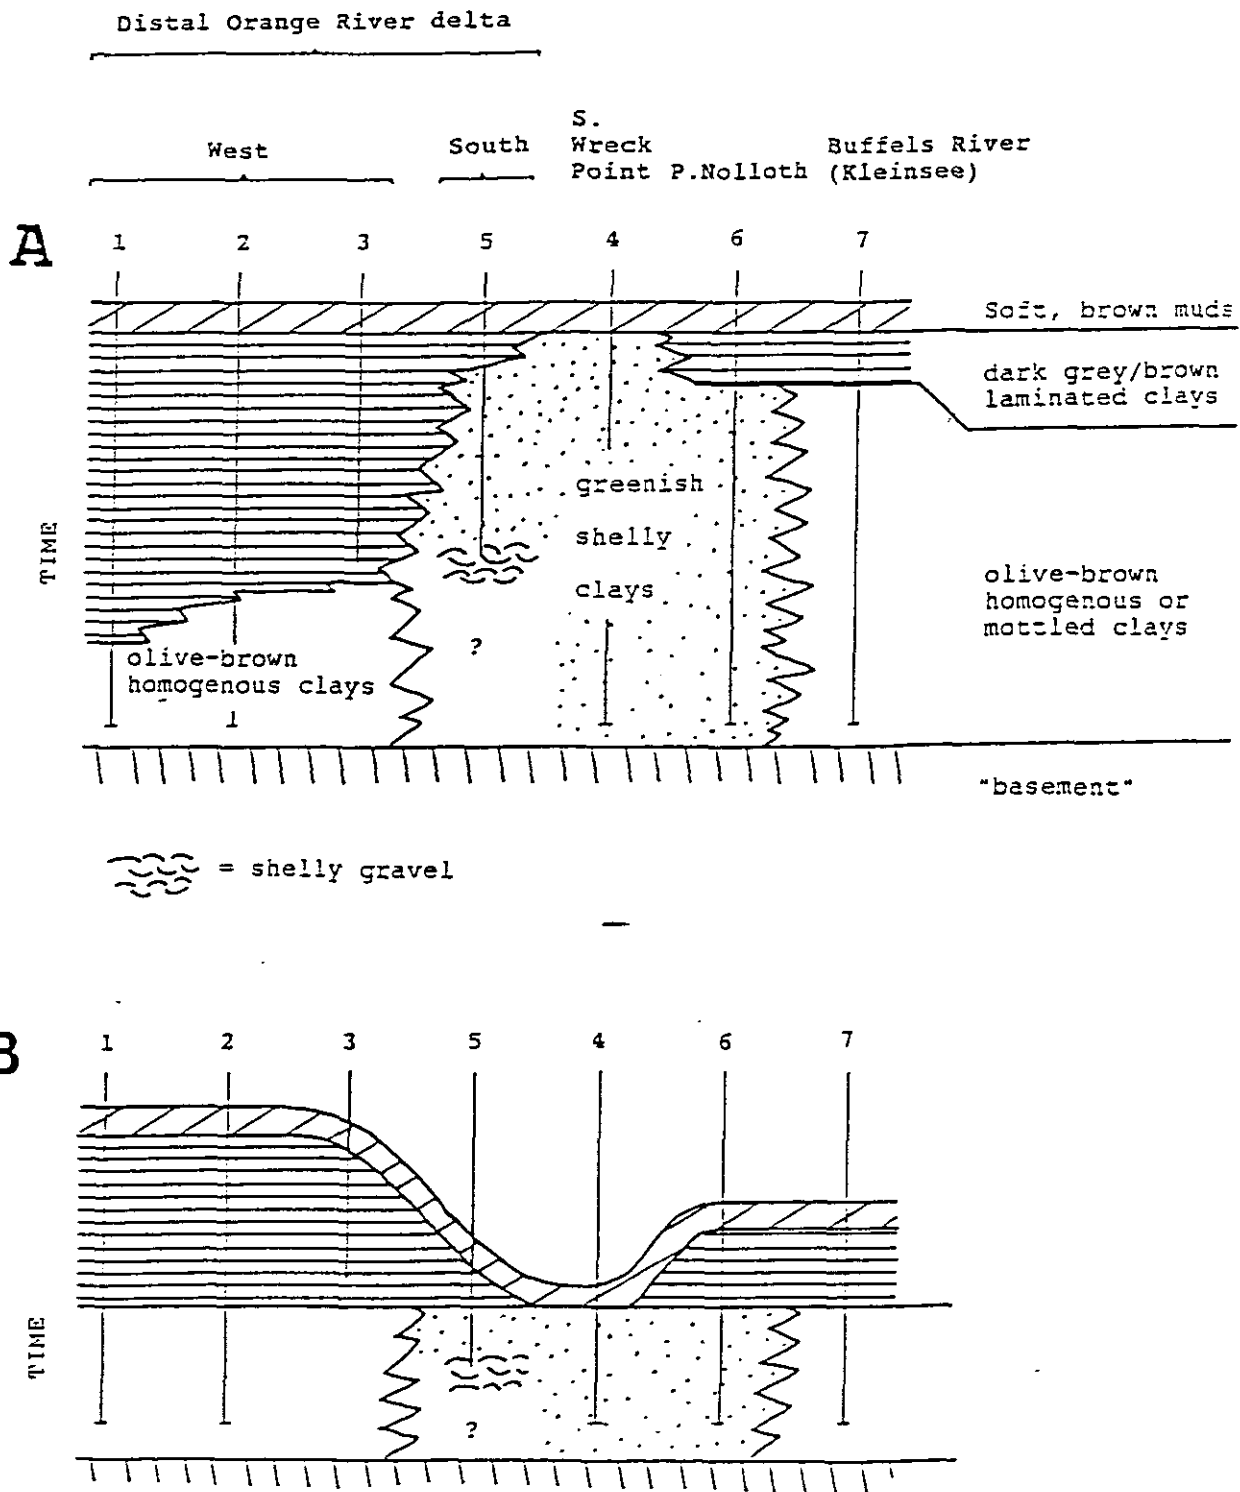 Distal Orange River delta
West
South
S.
Wreck
Point P.Nolloth
Buffels River
(Kleinsee)
A
1 2 3 5 4 6 7
Soft, brown muds
dark grey/brown
laminated clays
greenish
shelly
clays
TIME
olive-brown
homogenous or
mottled clays
olive-brown
homogenous clays
?
"basement"
= shelly gravel
B
1 2 3 5 4 6 7
TIME
?